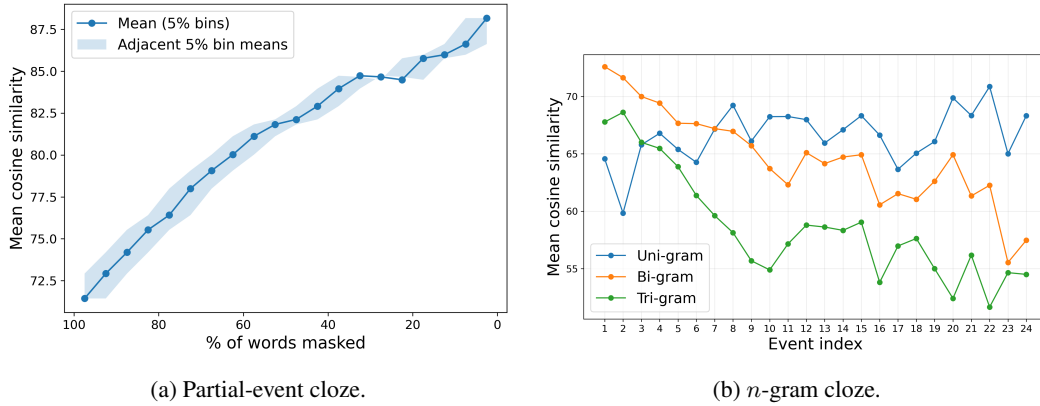 Mean cosine similarity
87.5
85.0
82.5
80.0
77.5
75.0
72.5
Mean (5% bins)
Adjacent 5% bin means
100 80 60 40 20 0
% of words masked
(a) Partial-event cloze.
Mean cosine similarity
70
65
60
55
Uni-gram
Bi-gram
Tri-gram
1 2 3 4 5 6 7 8 9 10 11 12 13 14 15 16 17 18 19 20 21 22 23 24
Event index
(b) n-gram cloze.